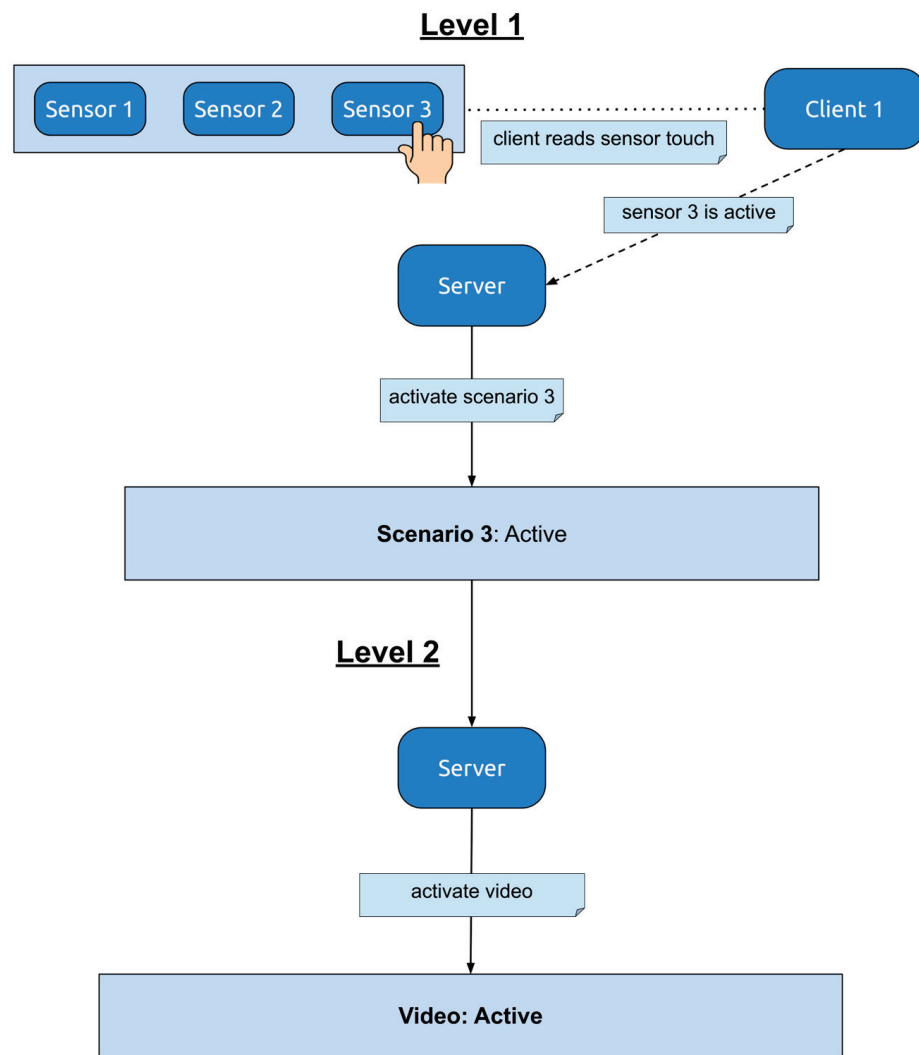 Level 1
Sensor 1
Sensor 2
Sensor 3
Client 1
client reads sensor touch
sensor 3 is active
Server
activate scenario 3
Scenario 3: Active
Level 2
Server
activate video
Video: Active